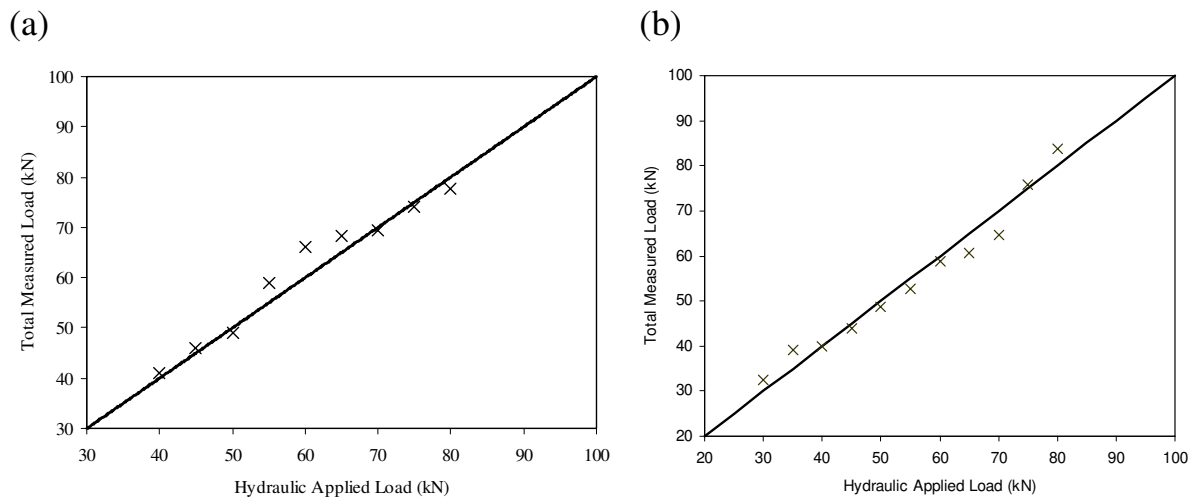 (a)
(b)
100
90
80
70
60
50
40
30
Total Measured Load (kN)
30 40 50 60 70 80 90 100
Hydraulic Applied Load (kN)
100
90
80
70
60
50
40
30
20
Total Measured Load (kN)
20 30 40 50 60 70 80 90 100
Hydraulic Applied Load (kN)